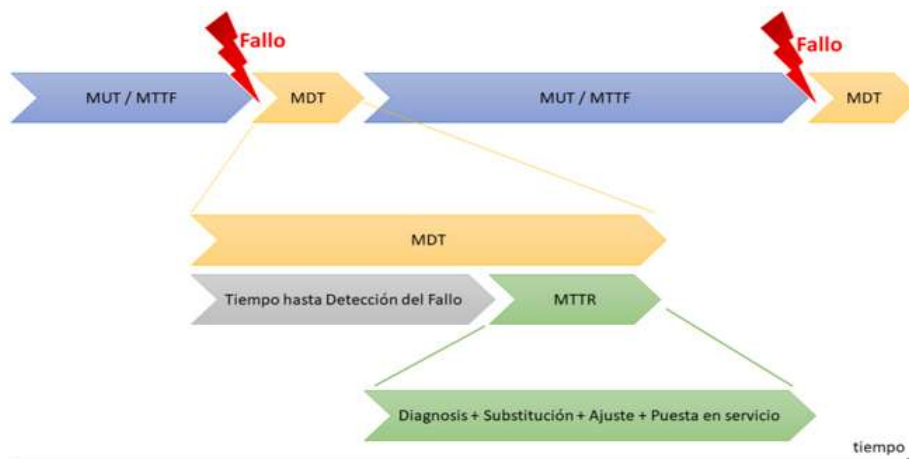 Fallo
Fallo
MUT / MTTF
MDT
MUT / MTTF
MDT
MDT
Tiempo hasta Detección del Fallo
MTTR
Diagnosis + Substitución + Ajuste + Puesta en servicio
tiempo